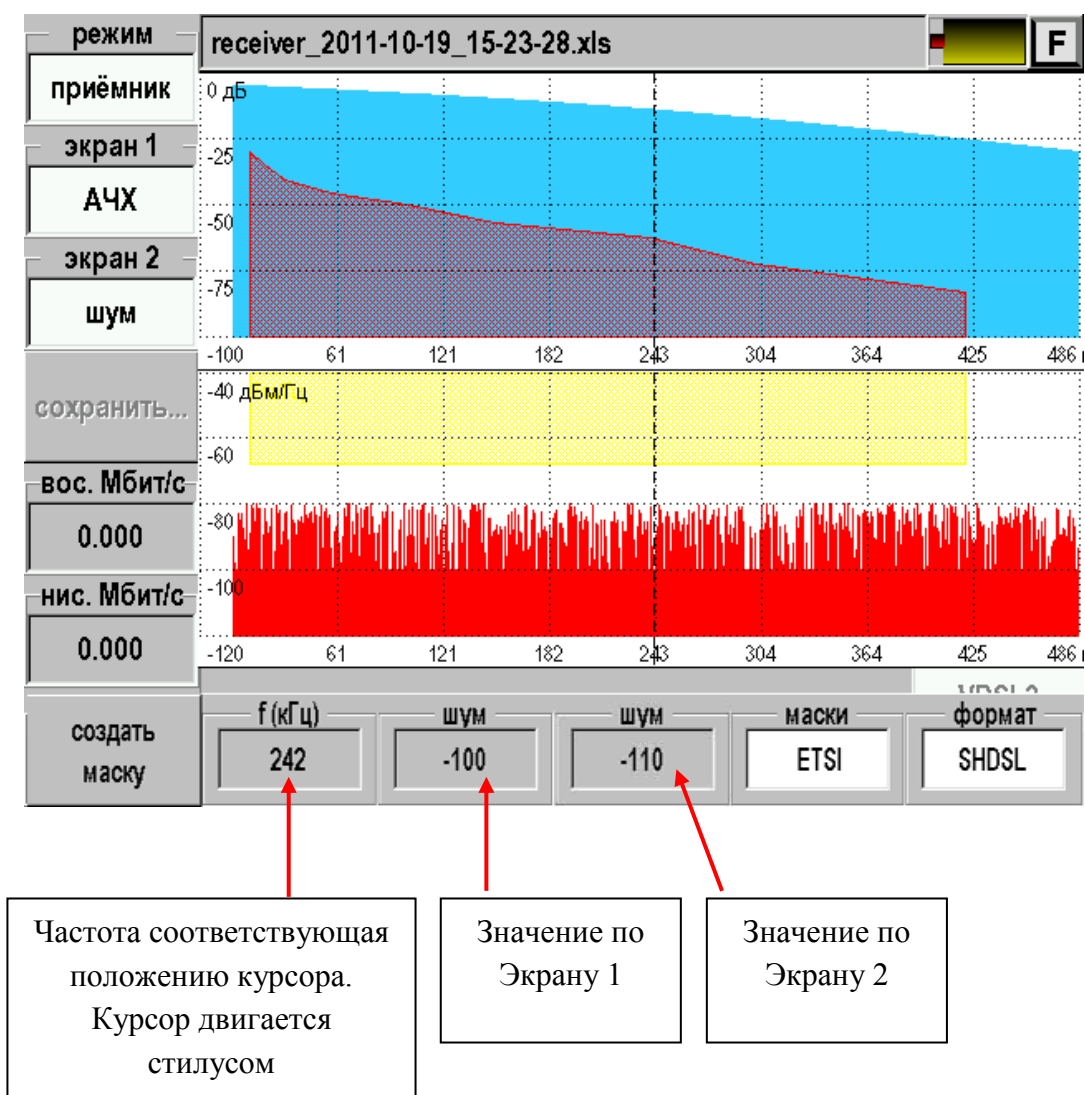 режим
receiver_2011-10-19_15-23-28.xls
F
приёмник
экран 1
АЧХ
экран 2
шум
сохранить...
вос. Мбит/с
0.000
нис. Мбит/с
0.000
0 дБ
-25
-50
-75
-100 61 121 182 243 304 364 425 486
-40 дБм/Гц
-60
-80
-100
-120 61 121 182 243 304 364 425 486
создать
маску
f (кГц)
242
шум
-100
шум
-110
маски
ETSI
формат
SHDSL
Частота соответствующая
положению курсора.
Курсор двигается
стилусом
Значение по
Экрану 1
Значение по
Экрану 2